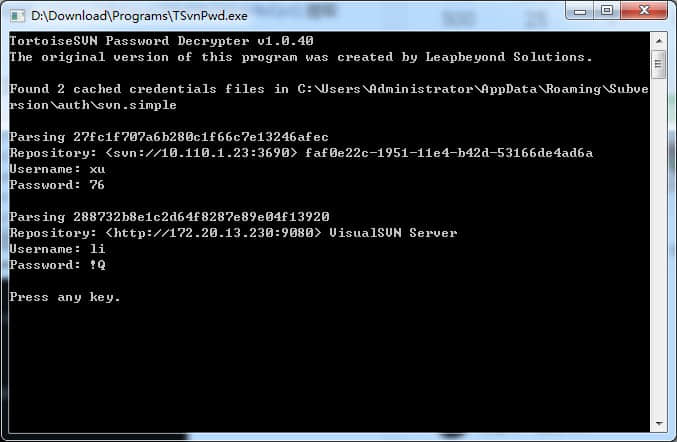 D:\Download\Programs\TSvnPwd.exe
TortoiseSVN Password Decrypter v1.0.40
The original version of this program was created by Leapbeyond Solutions.
Found 2 cached credentials files in C:\Users\Administrator\AppData\Roaming\Subve
rsion\auth\svn.simple
Parsing 27fc1f707a6b280c1f66c7e13246afec
Repository: <svn://10.110.1.23:3690> faf0e22c-1951-11e4-b42d-53166de4ad6a
Username: xu
Password: 76
Parsing 288732b8e1c2d64f8287e89e04f13920
Repository: <http://172.20.13.230:9080> VisualSVN Server
Username: li
Password: !Q
Press any key.